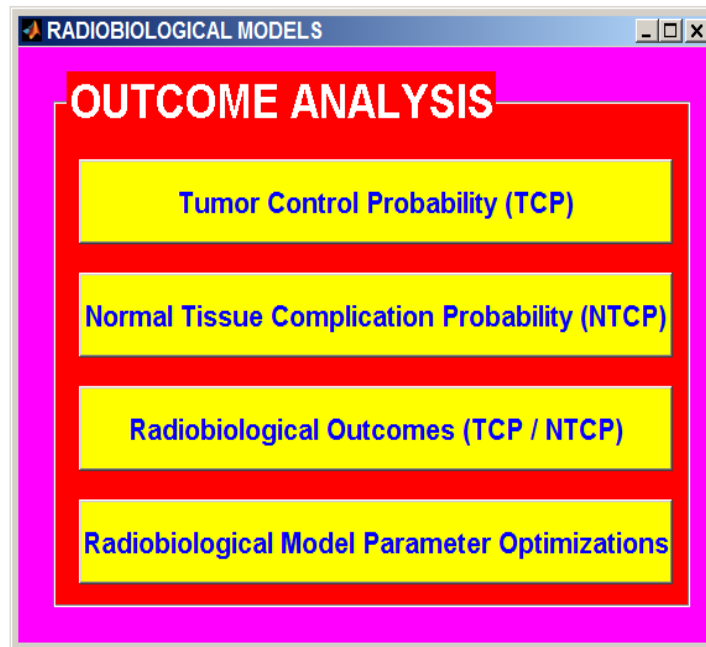 RADIOBIOLOGICAL MODELS
OUTCOME ANALYSIS
Tumor Control Probability (TCP)
Normal Tissue Complication Probability (NTCP)
Radiobiological Outcomes (TCP / NTCP)
Radiobiological Model Parameter Optimizations